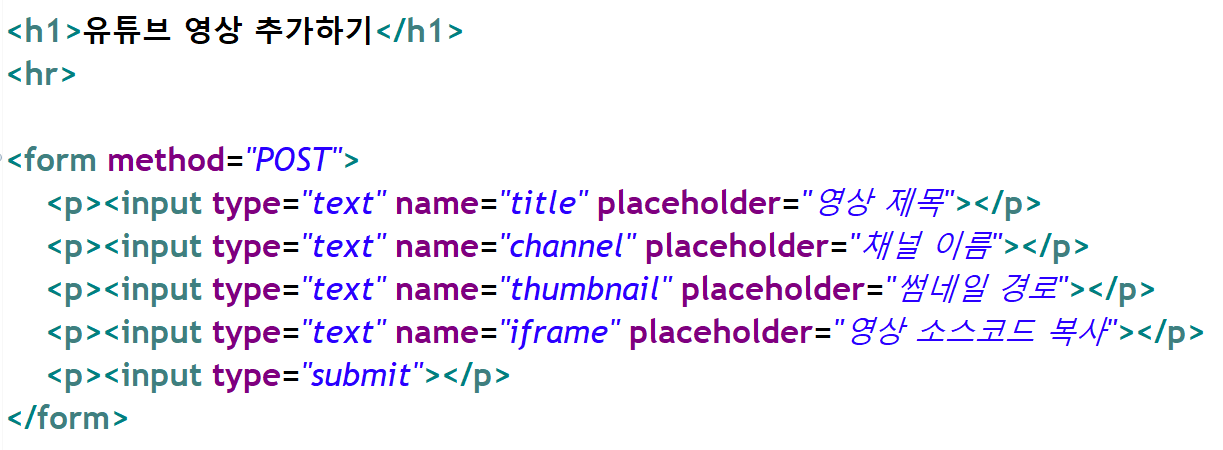 <h1>유튜브 영상 추가하기</h1>
<hr>
<form method="POST">
<p><input type="text" name="title" placeholder="영상 제목"></p>
<p><input type="text" name="channel" placeholder="채널 이름"></p>
<p><input type="text" name="thumbnail" placeholder="썸네일 경로"></p>
<p><input type="text" name="iframe" placeholder="영상 소스코드 복사"></p>
<p><input type="submit"></p>
</form>